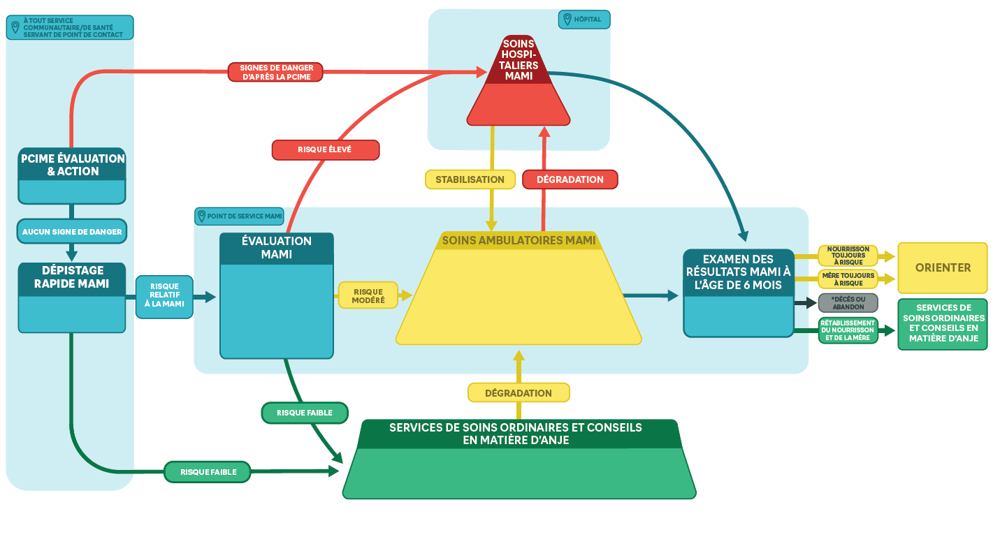 À TOUT SERVICE
COMMUNAUTAIRE/DE SANTÉ
SERVANT DE POINT DE CONTACT
HÔPITAL
SOINS
HOSPI-
TALIERS
MAMI
SIGNES DE DANGER
D'APRÈS LA PCIME
RISQUE ÉLEVÉ
PCIME ÉVALUATION
& ACTION
STABILISATION
DÉGRADATION
POINT DE SERVICE MAMI
AUCUN SIGNE DE DANGER
ÉVALUATION
MAMI
SOINS AMBULATOIRES MAMI
DÉPISTAGE
RAPIDE MAMI
RISQUE
RELATIF
À LA MAMI
RISQUE
MODÉRÉ
EXAMEN DES
RÉSULTATS MAMI À
L'ÂGE DE 6 MOIS
NOURRISSON
TOUJOURS
À RISQUE
MÈRE TOUJOURS
À RISQUE
*DÉCÉS OU
ABANDON
RÉTABLISSEMENT
DU NOURRISSON
ET DE LA MÈRE
ORIENTER
SERVICES DE
SOINS ORDINAIRES
ET CONSEILS EN
MATIÈRE D'ANJE
DÉGRADATION
RISQUE FAIBLE
SERVICES DE SOINS ORDINAIRES ET CONSEILS
EN MATIÈRE D'ANJE
RISQUE FAIBLE